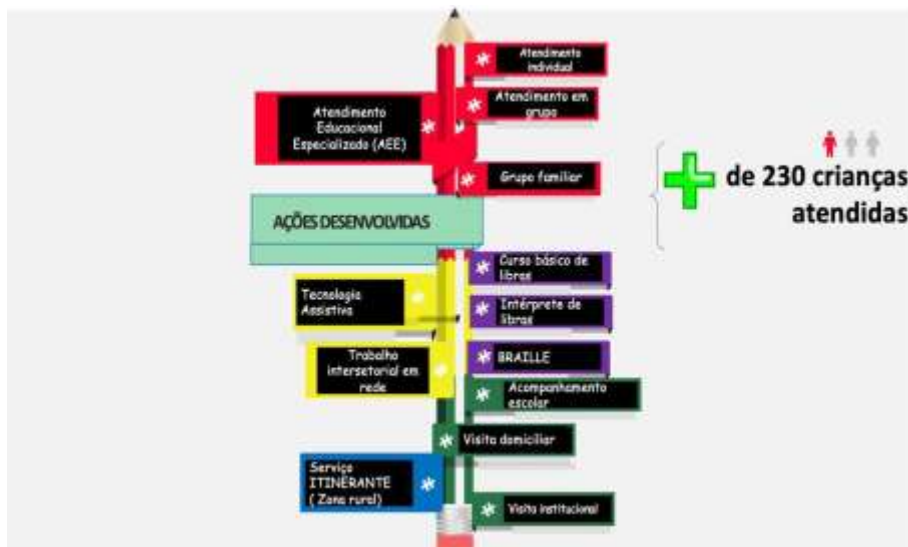 Atendimento
individual
Atendimento em
grupo
Atendimento
Educacional
Especializado (AEE)
Grupo familiar
+
de 230 crianças
atendidas
AÇÕES DESENVOLVIDAS
Curso básico de
libras
Tecnologia
Assistiva
Intérprete de
libras
Trabalho
intersetorial em
rede
BRAILLE
Acompanhamento
escolar
Visita domiciliar
Serviço
ITINERANTE
( Zona rural)
Visita institucional